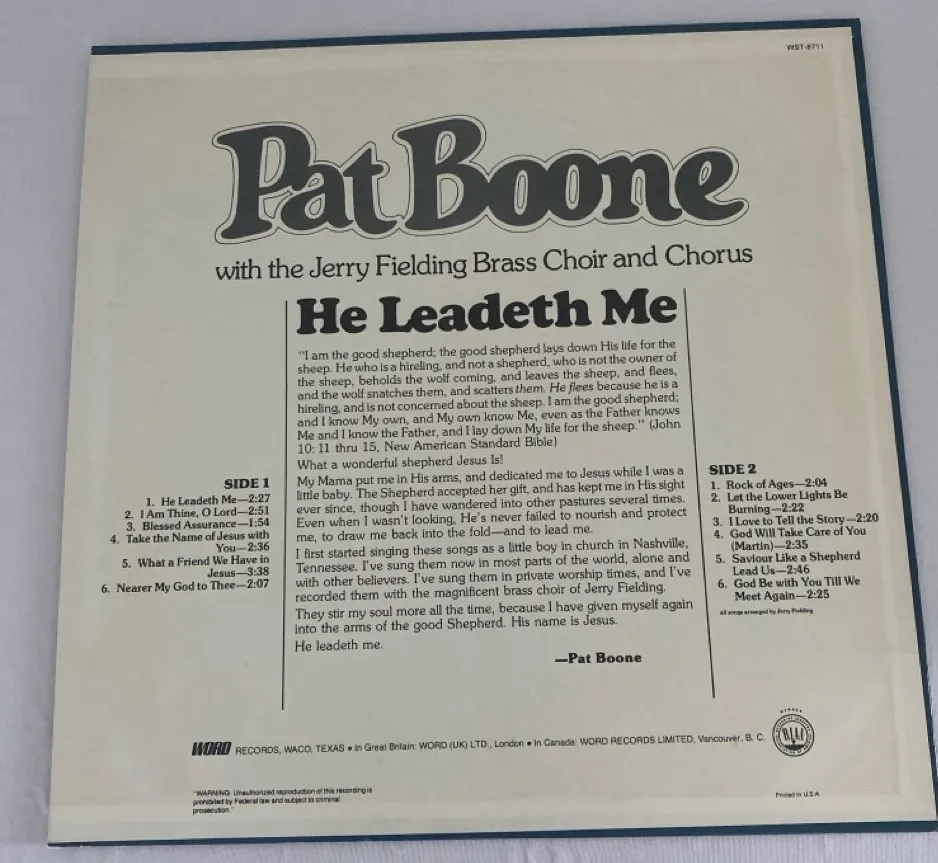 WST-8711
Pat Boone
with the Jerry Fielding Brass Choir and Chorus
He Leadeth Me
"I am the good shepherd; the good shepherd lays down His life for the
sheep. He who is a hireling, and not a shepherd, who is not the owner of
the sheep, beholds the wolf coming, and leaves the sheep, and flees,
and the wolf snatches them, and scatters them. He flees because he is a
hireling, and is not concerned about the sheep. I am the good shepherd;
and I know My own, and My own know Me, even as the Father knows
Me and I know the Father, and I lay down My life for the sheep." (John
10:11 thru 15, New American Standard Bible)
What a wonderful shepherd Jesus Is!
My Mama put me in His arms, and dedicated me to Jesus while I was a
little baby. The Shepherd accepted her gift, and has kept me in His sight
ever since, though I have wandered into other pastures several times.
Even when I wasn't looking, He's never failed to nourish and protect
me, to draw me back into the fold—and to lead me.
I first started singing these songs as a little boy in church in Nashville,
Tennessee. I've sung them now in most parts of the world, alone and
with other believers. I've sung them in private worship times, and I've
recorded them with the magnificent brass choir of Jerry Fielding.
They stir my soul more all the time, because I have given myself again
into the arms of the good Shepherd. His name is Jesus.
He leadeth me.
—Pat Boone
SIDE 1
1. He Leadeth Me—2:27
2. I Am Thine, O Lord—2:51
3. Blessed Assurance—1:54
4. Take the Name of Jesus with
You—2:36
5. What a Friend We Have in
Jesus—3:38
6. Nearer My God to Thee—2:07
SIDE 2
1. Rock of Ages—2:04
2. Let the Lower Lights Be
Burning—2:22
3. I Love to Tell the Story—2:20
4. God Will Take Care of You
(Martin)—2:35
5. Saviour Like a Shepherd
Lead Us—2:46
6. God Be with You Till We
Meet Again—2:25
all songs arranged by Jerry Fielding
WORD RECORDS, WACO, TEXAS • In Great Britain: WORD (UK) LTD., London • In Canada: WORD RECORDS LIMITED, Vancouver, B. C.
RIAA
"WARNING: Unauthorized reproduction of this recording is
prohibited by Federal law and subject to criminal
prosecution."
Printed in U.S.A.